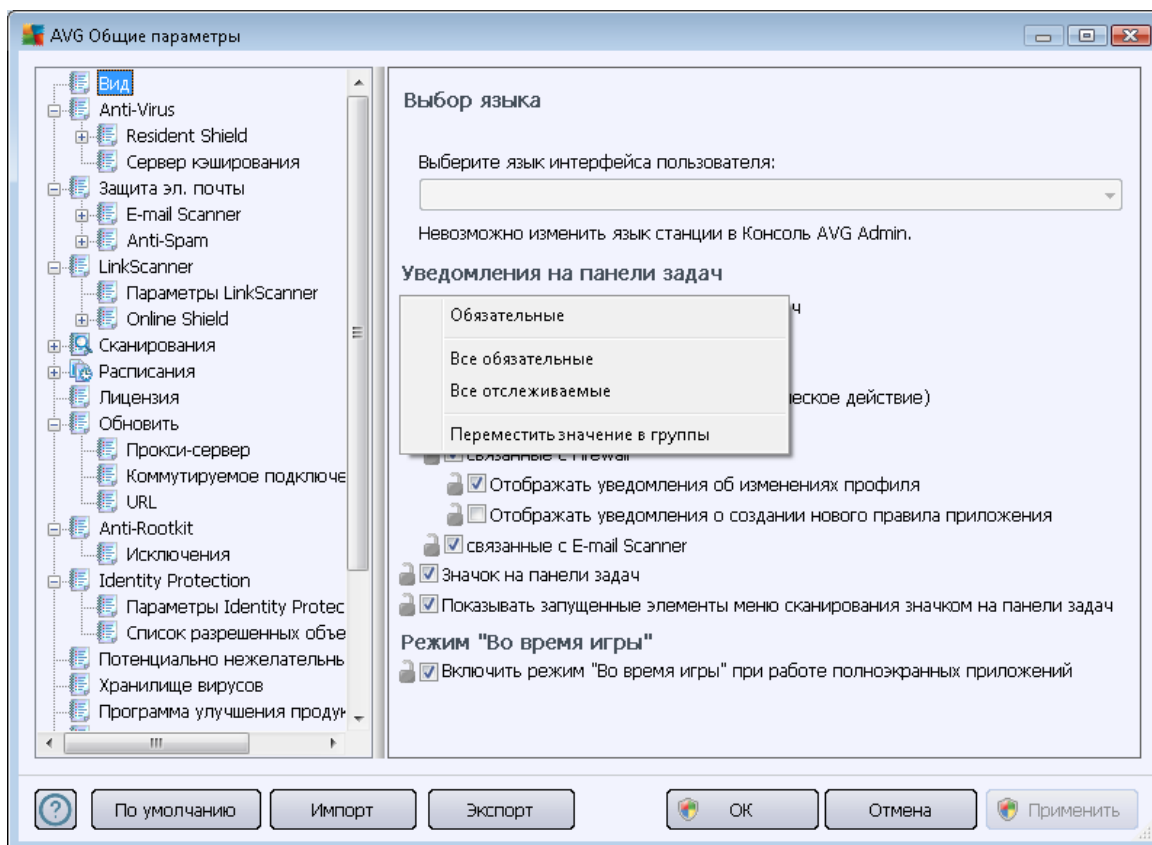 AVG Общие параметры
Вид
Anti-Virus
Resident Shield
Сервер кэширования
Защита эл. почты
E-mail Scanner
Anti-Spam
LinkScanner
Параметры LinkScanner
Online Shield
Сканирования
Расписания
Лицензия
Обновить
Прокси-сервер
Коммутируемое подключе
URL
Anti-Rootkit
Исключения
Identity Protection
Параметры Identity Protec
Список разрешенных объе
Потенциально нежелательнь
Хранилище вирусов
Программа улучшения продук
Выбор языка
Выберите язык интерфейса пользователя:
Невозможно изменить язык станции в Консоль AVG Admin.
Уведомления на панели задач
ч
Обязательные
Все обязательные
Все отслеживаемые
еское действие)
Переместить значение в группы
связанные с Firewall
Отображать уведомления об изменениях профиля
Отображать уведомления о создании нового правила приложения
связанные с E-mail Scanner
Значок на панели задач
Показывать запущенные элементы меню сканирования значком на панели задач
Режим "Во время игры"
Включить режим "Во время игры" при работе полноэкранных приложений
По умолчанию
Импорт
Экспорт
ОК
Отмена
Применить